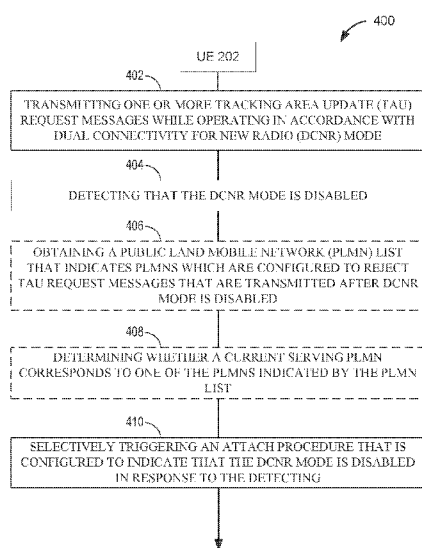 400
UE 202
402
TRANSMITTING ONE OR MORE TRACKING AREA UPDATE (TAU)
REQUEST MESSAGES WHILE OPERATING IN ACCORDANCE WITH
DUAL CONNECTIVITY FOR NEW RADIO (DCNR) MODE
404
DETECTING THAT THE DCNR MODE IS DISABLED
406
OBTAINING A PUBLIC LAND MOBILE NETWORK (PLMN) LIST
THAT INDICATES PLMNS WHICH ARE CONFIGURED TO REJECT
TAU REQUEST MESSAGES THAT ARE TRANSMITTED AFTER DCNR
MODE IS DISABLED
408
DETERMINING WHETHER A CURRENT SERVING PLMN
CORRESPONDS TO ONE OF THE PLMNS INDICATED BY THE PLMN
LIST
410
SELECTIVELY TRIGGERING AN ATTACH PROCEDURE THAT IS
CONFIGURED TO INDICATE THAT THE DCNR MODE IS DISABLED
IN RESPONSE TO THE DETECTING